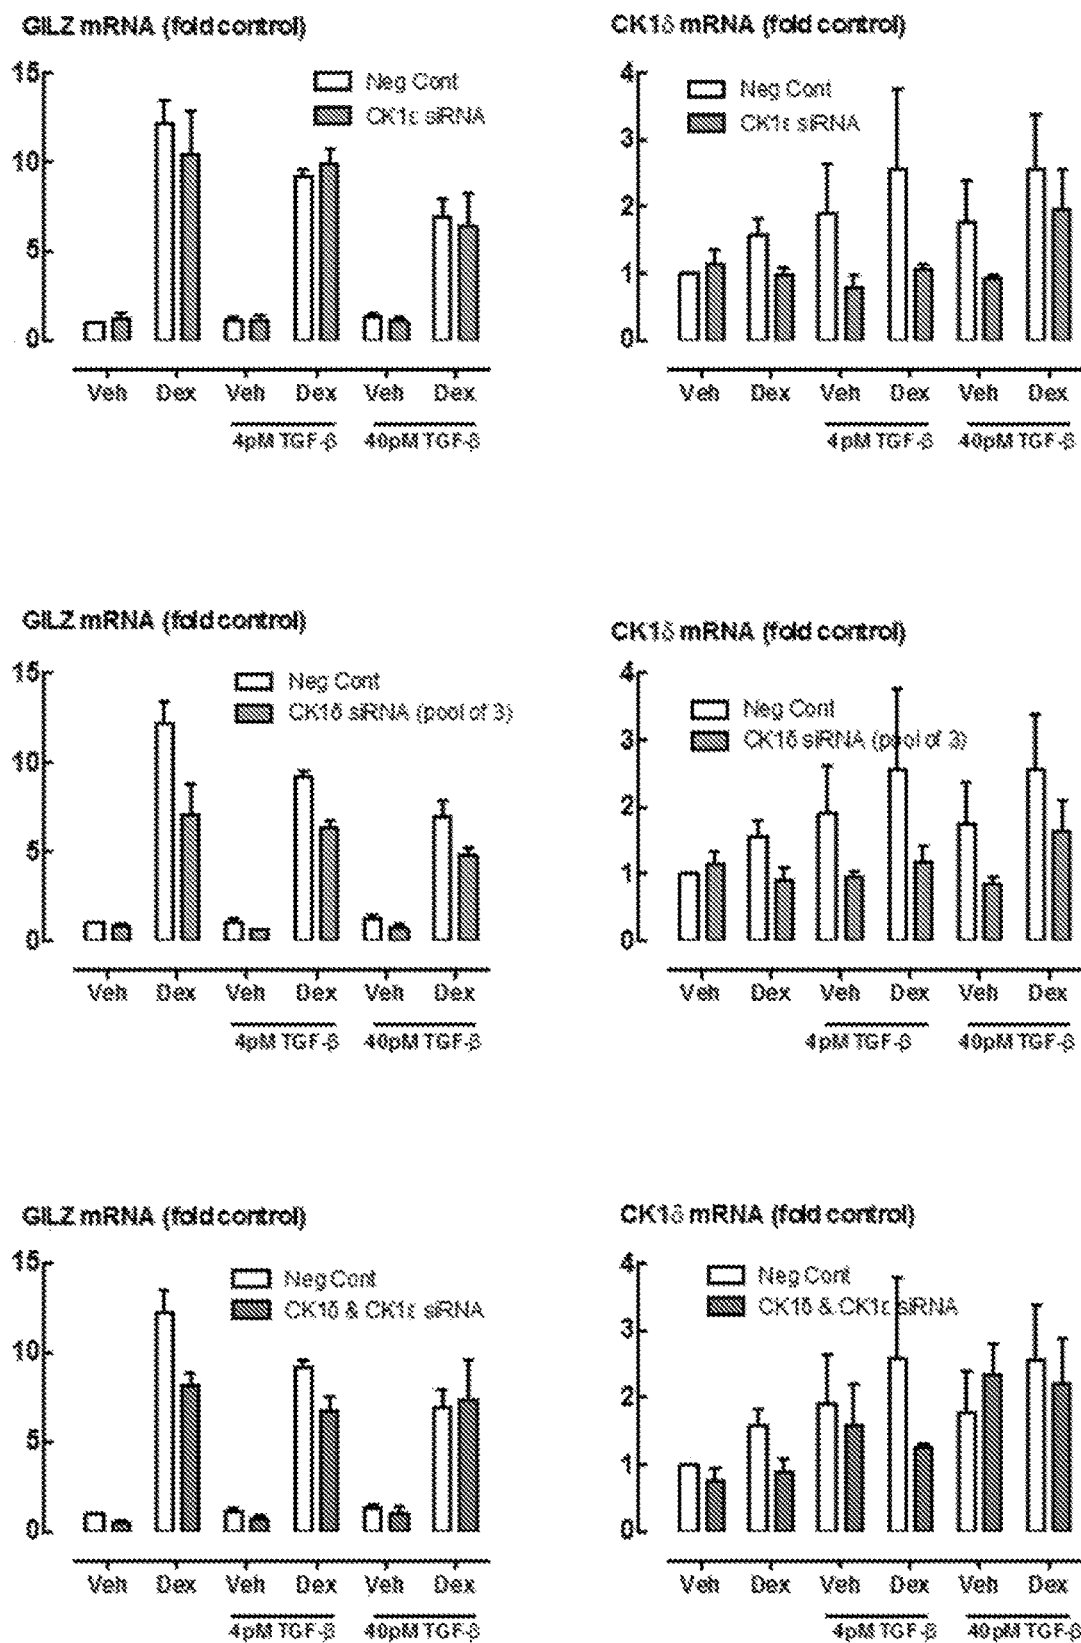 GILZ mRNA (fold control)
15
10
5
0
Neg Cont
CK1ε siRNA
Veh Dex Veh Dex Veh Dex
4pM TGF-β 40pM TGF-β
CK1δ mRNA (fold control)
4
3
2
1
0
Neg Cont
CK1ε siRNA
Veh Dex Veh Dex Veh Dex
4pM TGF-β 40pM TGF-β
GILZ mRNA (fold control)
15
10
5
0
Neg Cont
CK1δ siRNA (pool of 3)
Veh Dex Veh Dex Veh Dex
4pM TGF-β 40pM TGF-β
CK1δ mRNA (fold control)
4
3
2
1
0
Neg Cont
CK1δ siRNA (pool of 3)
Veh Dex Veh Dex Veh Dex
4pM TGF-β 40pM TGF-β
GILZ mRNA (fold control)
15
10
5
0
Neg Cont
CK1δ & CK1ε siRNA
Veh Dex Veh Dex Veh Dex
4pM TGF-β 40pM TGF-β
CK1δ mRNA (fold control)
4
3
2
1
0
Neg Cont
CK1δ & CK1ε siRNA
Veh Dex Veh Dex Veh Dex
4pM TGF-β 40pM TGF-β